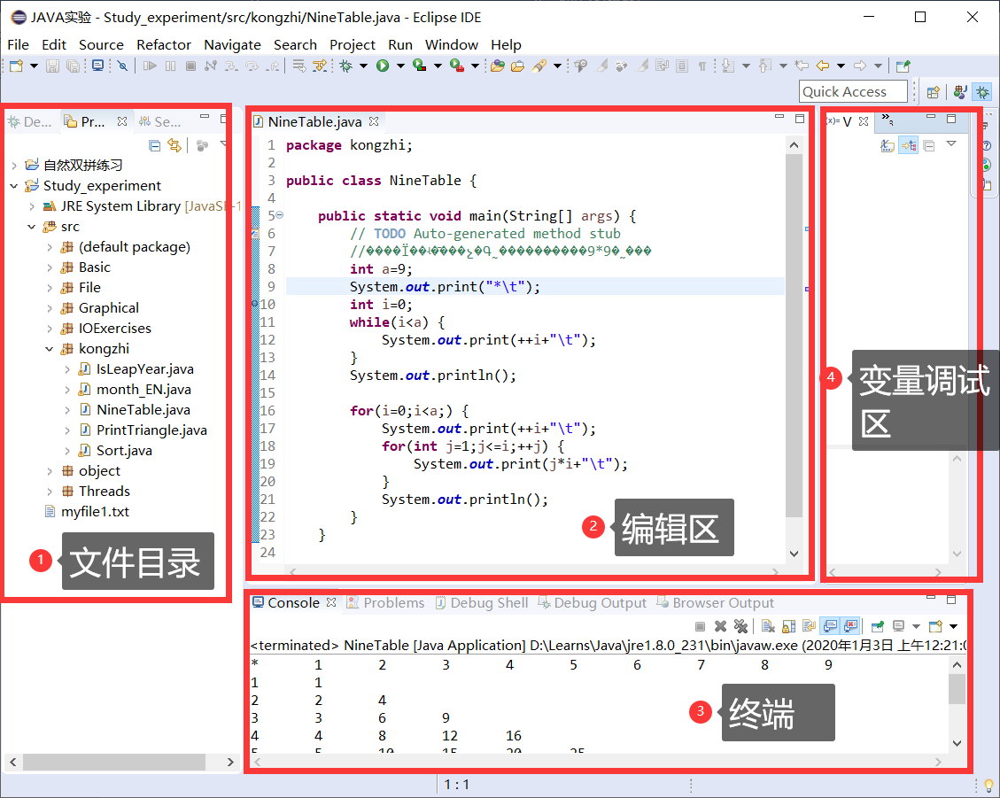 JAVA实验 - Study_experiment/src/kongzhi/NineTable.java - Eclipse IDE
File Edit Source Refactor Navigate Search Project Run Window Help
Quick Access
De... Pr... Se...
自然双拼练习
Study_experiment
JRE System Library [JavaSE-1
src
(default package)
Basic
File
Graphical
IOExercises
kongzhi
IsLeapYear.java
month_EN.java
NineTable.java
PrintTriangle.java
Sort.java
object
Threads
myfile1.txt
1 文件目录
NineTable.java
1 package kongzhi;
2
3 public class NineTable {
4
5 public static void main(String[] args) {
6 // TODO Auto-generated method stub
7 //
8 int a=9;
9 System.out.print("*\t");
10 int i=0;
11 while(i<a) {
12 System.out.print(++i+"\t");
13 }
14 System.out.println();
15
16 for(i=0;i<a;) {
17 System.out.print(++i+"\t");
18 for(int j=1;j<=i;++j) {
19 System.out.print(j*i+"\t");
20 }
21 System.out.println();
22 }
23 }
24
2 编辑区
(x)= V
4 变量调试
区
Console Problems Debug Shell Debug Output Browser Output
<terminated> NineTable [Java Application] D:\Learns\Java\jre1.8.0_231\bin\javaw.exe (2020年1月3日 上午12:21:0
* 1 2 3 4 5 6 7 8 9
1 1
2 2 4
3 3 6 9
4 4 8 12 16
5 5 10 15 20 25
3 终端
1 : 1